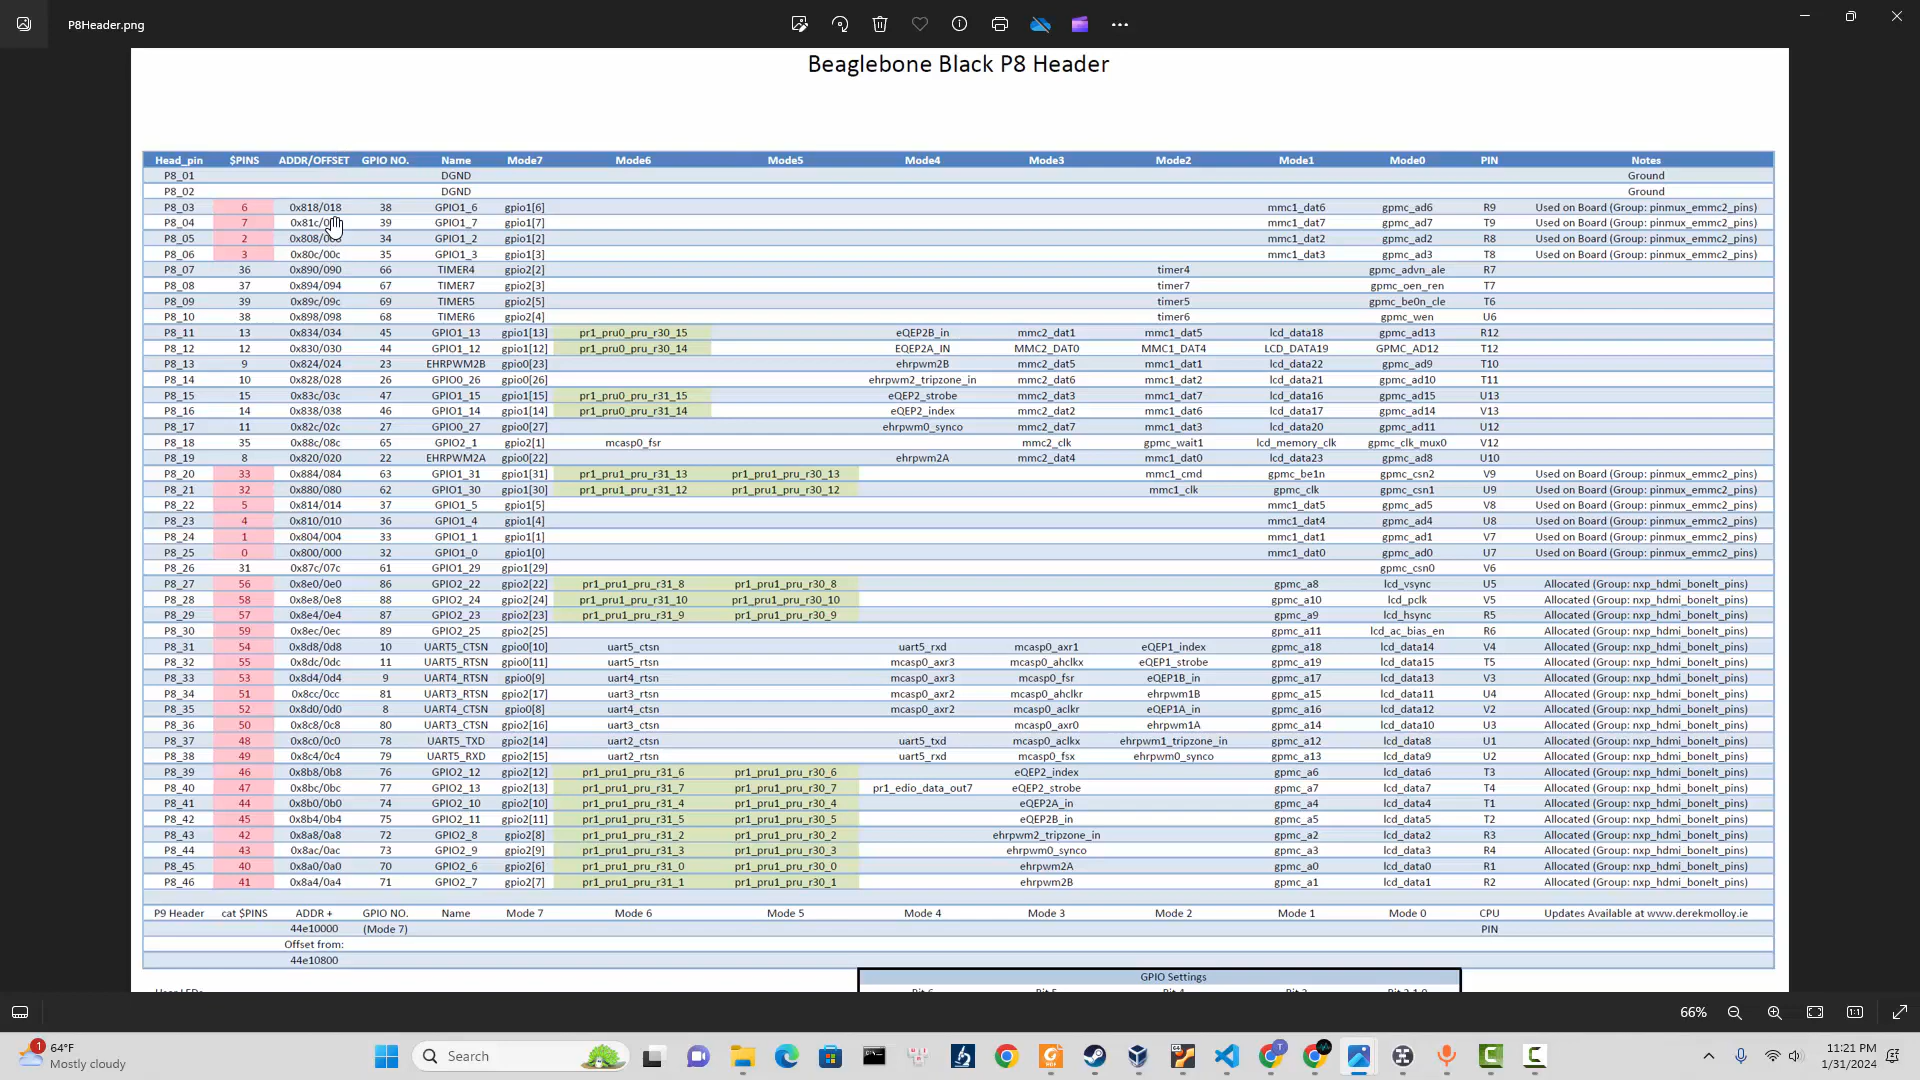 P8Header.png
Beaglebone Black P8 Header
Head_pin $PINS ADDR/OFFSET GPIO NO. Name Mode7 Mode6 Mode5 Mode4 Mode3 Mode2 Mode1 Mode0 PIN Notes
P8_01 DGND Ground
P8_02 DGND Ground
P8_03 6 0x818/018 38 GPIO1_6 gpio1[6] mmc1_dat6 gpmc_ad6 R9 Used on Board (Group: pinmux_emmc2_pins)
P8_04 7 39 GPIO1_7 gpio1[7] mmc1_dat7 gpmc_ad7 T9 Used on Board (Group: pinmux_emmc2_pins)
P8_05 2 34 GPIO1_2 gpio1[2] mmc1_dat2 gpmc_ad2 R8 Used on Board (Group: pinmux_emmc2_pins)
P8_06 3 0x80c/00c 35 GPIO1_3 gpio1[3] mmc1_dat3 gpmc_ad3 T8 Used on Board (Group: pinmux_emmc2_pins)
P8_07 36 0x890/090 66 TIMER4 gpio2[2] timer4 gpmc_advn_ale R7
P8_08 37 0x894/094 67 TIMER7 gpio2[3] timer7 gpmc_oen_ren T7
P8_09 39 0x89c/09c 69 TIMER5 gpio2[5] timer5 gpmc_be0n_cle T6
P8_10 38 0x898/098 68 TIMER6 gpio2[4] timer6 gpmc_wen U6
P8_11 13 0x834/034 45 GPIO1_13 gpio1[13] pr1_pru0_pru_r30_15 eQEP2B_in mmc2_dat1 mmc1_dat5 lcd_data18 gpmc_ad13 R12
P8_12 12 0x830/030 44 GPIO1_12 gpio1[12] pr1_pru0_pru_r30_14 EQEP2A_IN MMC2_DAT0 MMC1_DAT4 LCD_DATA19 GPMC_AD12 T12
P8_13 9 0x824/024 23 EHRPWM2B gpio0[23] ehrpwm2B mmc2_dat5 mmc1_dat1 lcd_data22 gpmc_ad9 T10
P8_14 10 0x828/028 26 GPIO0_26 gpio0[26] ehrpwm2_tripzone_in mmc2_dat6 mmc1_dat2 lcd_data21 gpmc_ad10 T11
P8_15 15 0x83c/03c 47 GPIO1_15 gpio1[15] pr1_pru0_pru_r31_15 eQEP2_strobe mmc2_dat3 mmc1_dat7 lcd_data16 gpmc_ad15 U13
P8_16 14 0x838/038 46 GPIO1_14 gpio1[14] pr1_pru0_pru_r31_14 eQEP2_index mmc2_dat2 mmc1_dat6 lcd_data17 gpmc_ad14 V13
P8_17 11 0x82c/02c 27 GPIO0_27 gpio0[27] ehrpwm0_synco mmc2_dat7 mmc1_dat3 lcd_data20 gpmc_ad11 U12
P8_18 35 0x88c/08c 65 GPIO2_1 gpio2[1] mcasp0_fsr mmc2_clk gpmc_wait1 lcd_memory_clk gpmc_clk_mux0 V12
P8_19 8 0x820/020 22 EHRPWM2A gpio0[22] ehrpwm2A mmc2_dat4 mmc1_dat0 lcd_data23 gpmc_ad8 U10
P8_20 33 0x884/084 63 GPIO1_31 gpio1[31] pr1_pru1_pru_r31_13 pr1_pru1_pru_r30_13 mmc1_cmd gpmc_be1n gpmc_csn2 V9 Used on Board (Group: pinmux_emmc2_pins)
P8_21 32 0x880/080 62 GPIO1_30 gpio1[30] pr1_pru1_pru_r31_12 pr1_pru1_pru_r30_12 mmc1_clk gpmc_clk gpmc_csn1 U9 Used on Board (Group: pinmux_emmc2_pins)
P8_22 5 0x814/014 37 GPIO1_5 gpio1[5] mmc1_dat5 gpmc_ad5 V8 Used on Board (Group: pinmux_emmc2_pins)
P8_23 4 0x810/010 36 GPIO1_4 gpio1[4] mmc1_dat4 gpmc_ad4 U8 Used on Board (Group: pinmux_emmc2_pins)
P8_24 1 0x804/004 33 GPIO1_1 gpio1[1] mmc1_dat1 gpmc_ad1 V7 Used on Board (Group: pinmux_emmc2_pins)
P8_25 0 0x800/000 32 GPIO1_0 gpio1[0] mmc1_dat0 gpmc_ad0 U7 Used on Board (Group: pinmux_emmc2_pins)
P8_26 31 0x87c/07c 61 GPIO1_29 gpio1[29] gpmc_csn0 V6
P8_27 56 0x8e0/0e0 86 GPIO2_22 gpio2[22] pr1_pru1_pru_r31_8 pr1_pru1_pru_r30_8 gpmc_a8 lcd_vsync U5 Allocated (Group: nxp_hdmi_bonelt_pins)
P8_28 58 0x8e8/0e8 88 GPIO2_24 gpio2[24] pr1_pru1_pru_r31_10 pr1_pru1_pru_r30_10 gpmc_a10 lcd_pclk V5 Allocated (Group: nxp_hdmi_bonelt_pins)
P8_29 57 0x8e4/0e4 87 GPIO2_23 gpio2[23] pr1_pru1_pru_r31_9 pr1_pru1_pru_r30_9 gpmc_a9 lcd_hsync R5 Allocated (Group: nxp_hdmi_bonelt_pins)
P8_30 59 0x8ec/0ec 89 GPIO2_25 gpio2[25] gpmc_a11 lcd_ac_bias_en R6 Allocated (Group: nxp_hdmi_bonelt_pins)
P8_31 54 0x8d8/0d8 10 UART5_CTSN gpio0[10] uart5_ctsn uart5_rxd mcasp0_axr1 eQEP1_index gpmc_a18 lcd_data14 V4 Allocated (Group: nxp_hdmi_bonelt_pins)
P8_32 55 0x8dc/0dc 11 UART5_RTSN gpio0[11] uart5_rtsn mcasp0_axr3 mcasp0_ahclkx eQEP1_strobe gpmc_a19 lcd_data15 T5 Allocated (Group: nxp_hdmi_bonelt_pins)
P8_33 53 0x8d4/0d4 9 UART4_RTSN gpio0[9] uart4_rtsn mcasp0_axr3 mcasp0_fsr eQEP1B_in gpmc_a17 lcd_data13 V3 Allocated (Group: nxp_hdmi_bonelt_pins)
P8_34 51 0x8cc/0cc 81 UART3_RTSN gpio2[17] uart3_rtsn mcasp0_axr2 mcasp0_ahclkr ehrpwm1B gpmc_a15 lcd_data11 U4 Allocated (Group: nxp_hdmi_bonelt_pins)
P8_35 52 0x8d0/0d0 8 UART4_CTSN gpio0[8] uart4_ctsn mcasp0_axr2 mcasp0_aclkr eQEP1A_in gpmc_a16 lcd_data12 V2 Allocated (Group: nxp_hdmi_bonelt_pins)
P8_36 50 0x8c8/0c8 80 UART3_CTSN gpio2[16] uart3_ctsn mcasp0_axr0 ehrpwm1A gpmc_a14 lcd_data10 U3 Allocated (Group: nxp_hdmi_bonelt_pins)
P8_37 48 0x8c0/0c0 78 UART5_TXD gpio2[14] uart2_ctsn uart5_txd mcasp0_aclkx ehrpwm1_tripzone_in gpmc_a12 lcd_data8 U1 Allocated (Group: nxp_hdmi_bonelt_pins)
P8_38 49 0x8c4/0c4 79 UART5_RXD gpio2[15] uart2_rtsn uart5_rxd mcasp0_fsx ehrpwm0_synco gpmc_a13 lcd_data9 U2 Allocated (Group: nxp_hdmi_bonelt_pins)
P8_39 46 0x8b8/0b8 76 GPIO2_12 gpio2[12] pr1_pru1_pru_r31_6 pr1_pru1_pru_r30_6 eQEP2_index gpmc_a6 lcd_data6 T3 Allocated (Group: nxp_hdmi_bonelt_pins)
P8_40 47 0x8bc/0bc 77 GPIO2_13 gpio2[13] pr1_pru1_pru_r31_7 pr1_pru1_pru_r30_7 pr1_edio_data_out7 eQEP2_strobe gpmc_a7 lcd_data7 T4 Allocated (Group: nxp_hdmi_bonelt_pins)
P8_41 44 0x8b0/0b0 74 GPIO2_10 gpio2[10] pr1_pru1_pru_r31_4 pr1_pru1_pru_r30_4 eQEP2A_in gpmc_a4 lcd_data4 T1 Allocated (Group: nxp_hdmi_bonelt_pins)
P8_42 45 0x8b4/0b4 75 GPIO2_11 gpio2[11] pr1_pru1_pru_r31_5 pr1_pru1_pru_r30_5 eQEP2B_in gpmc_a5 lcd_data5 T2 Allocated (Group: nxp_hdmi_bonelt_pins)
P8_43 42 0x8a8/0a8 72 GPIO2_8 gpio2[8] pr1_pru1_pru_r31_2 pr1_pru1_pru_r30_2 ehrpwm2_tripzone_in gpmc_a2 lcd_data2 R3 Allocated (Group: nxp_hdmi_bonelt_pins)
P8_44 43 0x8ac/0ac 73 GPIO2_9 gpio2[9] pr1_pru1_pru_r31_3 pr1_pru1_pru_r30_3 ehrpwm0_synco gpmc_a3 lcd_data3 R4 Allocated (Group: nxp_hdmi_bonelt_pins)
P8_45 40 0x8a0/0a0 70 GPIO2_6 gpio2[6] pr1_pru1_pru_r31_0 pr1_pru1_pru_r30_0 ehrpwm2A gpmc_a0 lcd_data0 R1 Allocated (Group: nxp_hdmi_bonelt_pins)
P8_46 41 0x8a4/0a4 71 GPIO2_7 gpio2[7] pr1_pru1_pru_r31_1 pr1_pru1_pru_r30_1 ehrpwm2B gpmc_a1 lcd_data1 R2 Allocated (Group: nxp_hdmi_bonelt_pins)
P9 Header cat $PINS ADDR + GPIO NO. Name Mode 7 Mode 6 Mode 5 Mode 4 Mode 3 Mode 2 Mode 1 Mode 0 CPU Updates Available at www.derekmolloy.ie
44e10000 (Mode 7) PIN
Offset from:
44e10800
GPIO Settings
66%
1:1
1 64°F
Mostly cloudy
Search
T
11:21 PM
1/31/2024